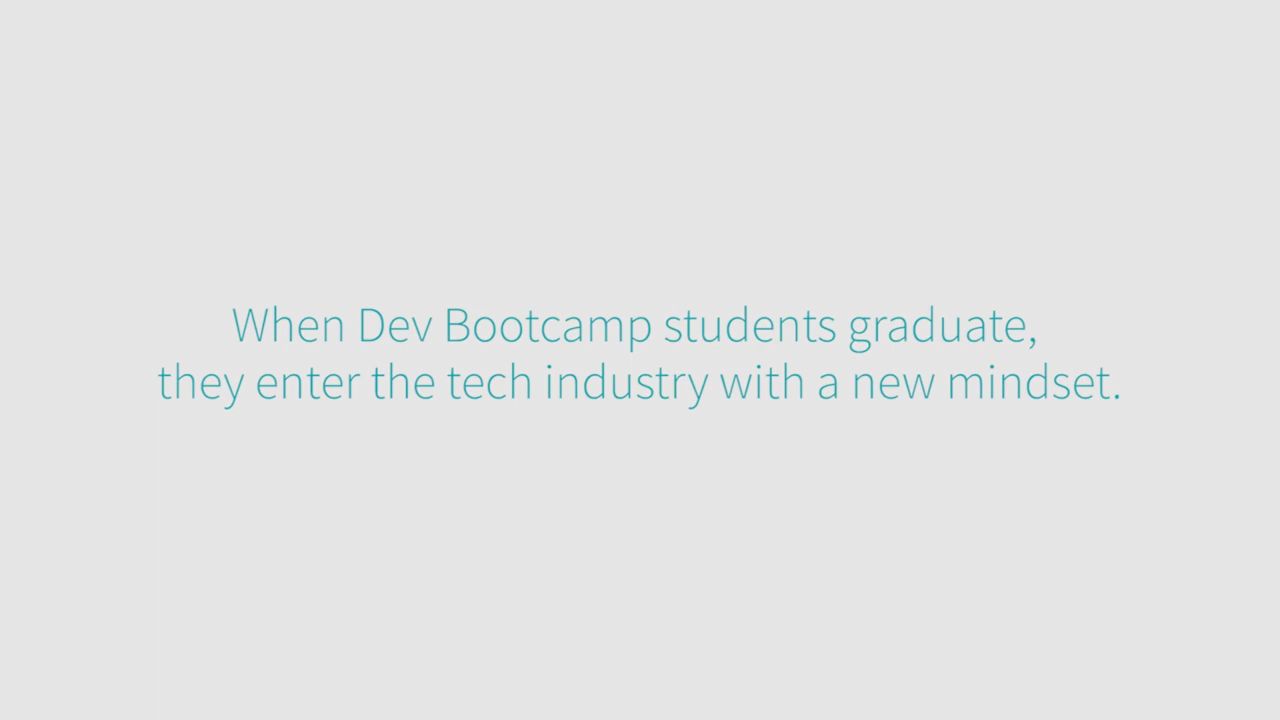 When Dev Bootcamp students graduate,
they enter the tech industry with a new mindset.